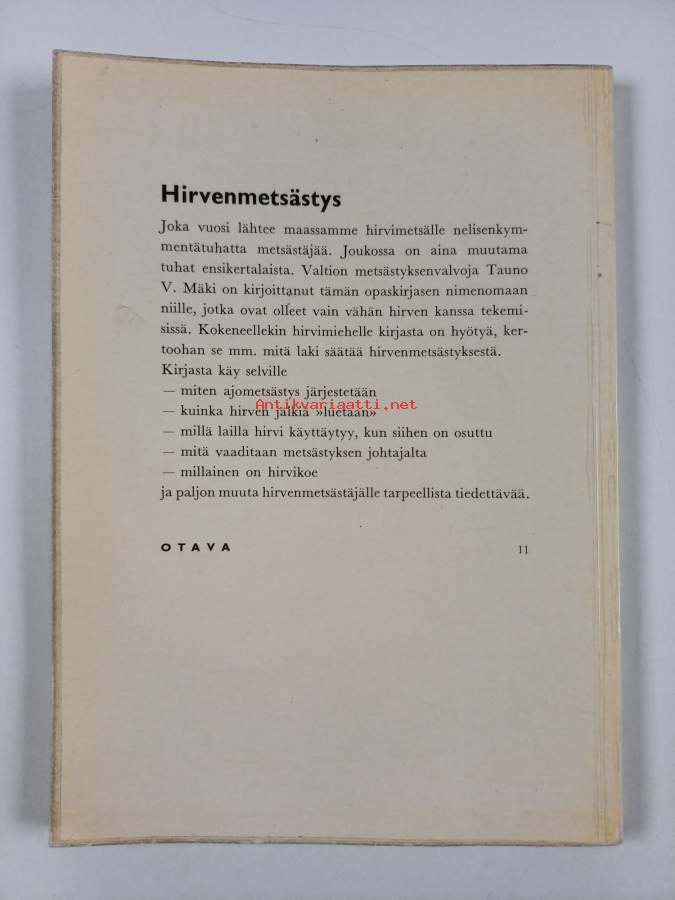 Hirvenmetsästys
Joka vuosi lähtee maassamme hirvimetsälle nelisenkym-
mentätuhatta metsästäjää. Joukossa on aina muutama
tuhat ensikertalaista. Valtion metsästyksenvalvoja Tauno
V. Mäki on kirjoittanut tämän opaskirjasen nimenomaan
niille, jotka ovat olleet vain vähän hirven kanssa tekemi-
sissä. Kokeneellekin hirvimiehelle kirjasta on hyötyä, ker-
toohan se mm. mitä laki säätää hirvenmetsästyksestä.
Kirjasta käy selville
— miten ajometsästys järjestetään
Antikvariaatti.net
— kuinka hirven jälkiä »luetaan»
— millä lailla hirvi käyttäytyy, kun siihen on osuttu
— mitä vaaditaan metsästyksen johtajalta
— millainen on hirvikoe
ja paljon muuta hirvenmetsästäjälle tarpeellista tiedettävää.
OTAVA 11